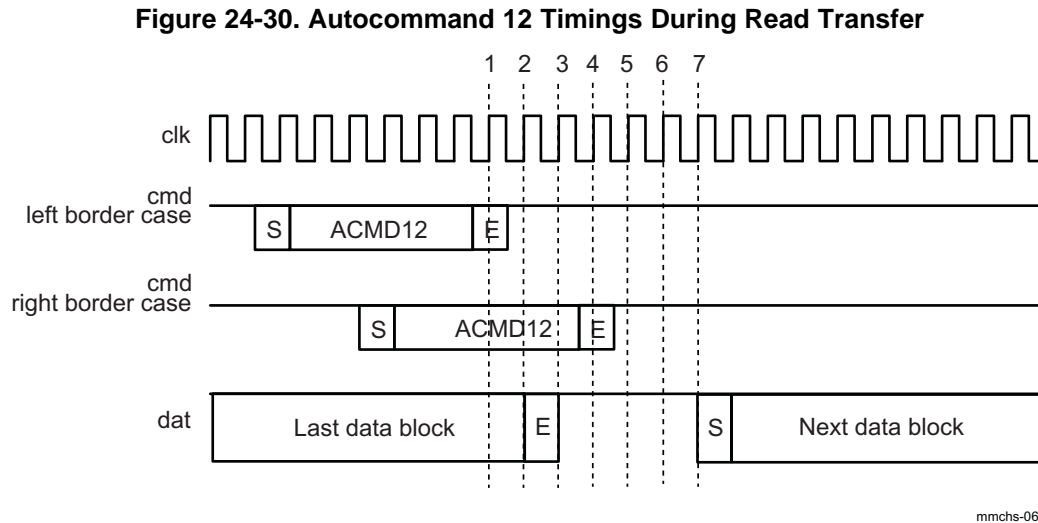 Figure 24-30. Autocommand 12 Timings During Read Transfer
1 2 3 4 5 6 7
clk
cmd
left border case
S ACMD12 E
cmd
right border case
S ACMD12 E
dat
Last data block E S Next data block
mmchs-06